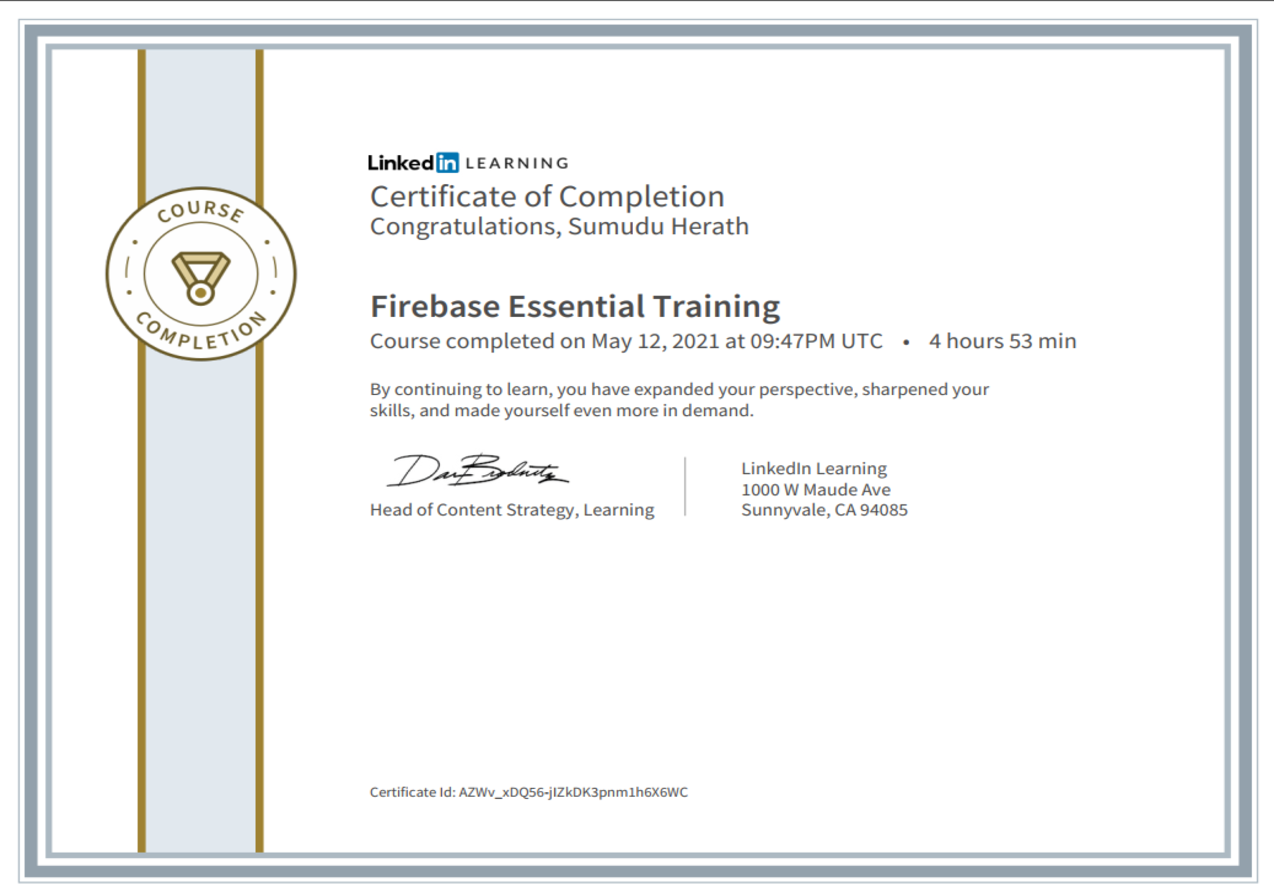 COURSE
COMPLETION
Linked in LEARNING
Certificate of Completion
Congratulations, Sumudu Herath
Firebase Essential Training
Course completed on May 12, 2021 at 09:47PM UTC • 4 hours 53 min
By continuing to learn, you have expanded your perspective, sharpened your
skills, and made yourself even more in demand.
Head of Content Strategy, Learning
LinkedIn Learning
1000 W Maude Ave
Sunnyvale, CA 94085
Certificate Id: AZWv_xDQ56-jIZkDK3pnm1h6X6WC